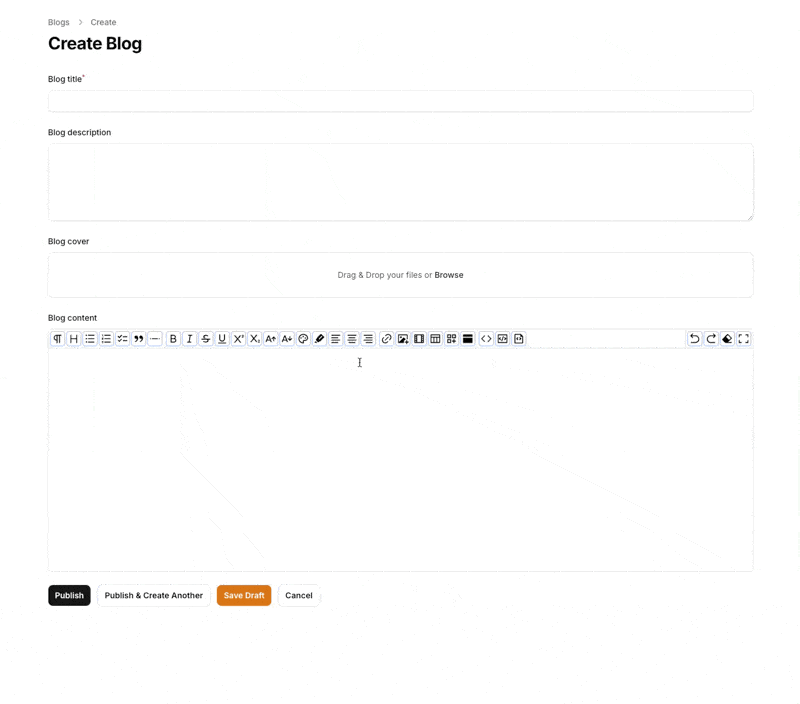 Blogs > Create
Create Blog
Blog title*
Blog description
Blog cover
Drag & Drop your files or Browse
Blog content
Publish
Publish & Create Another
Save Draft
Cancel